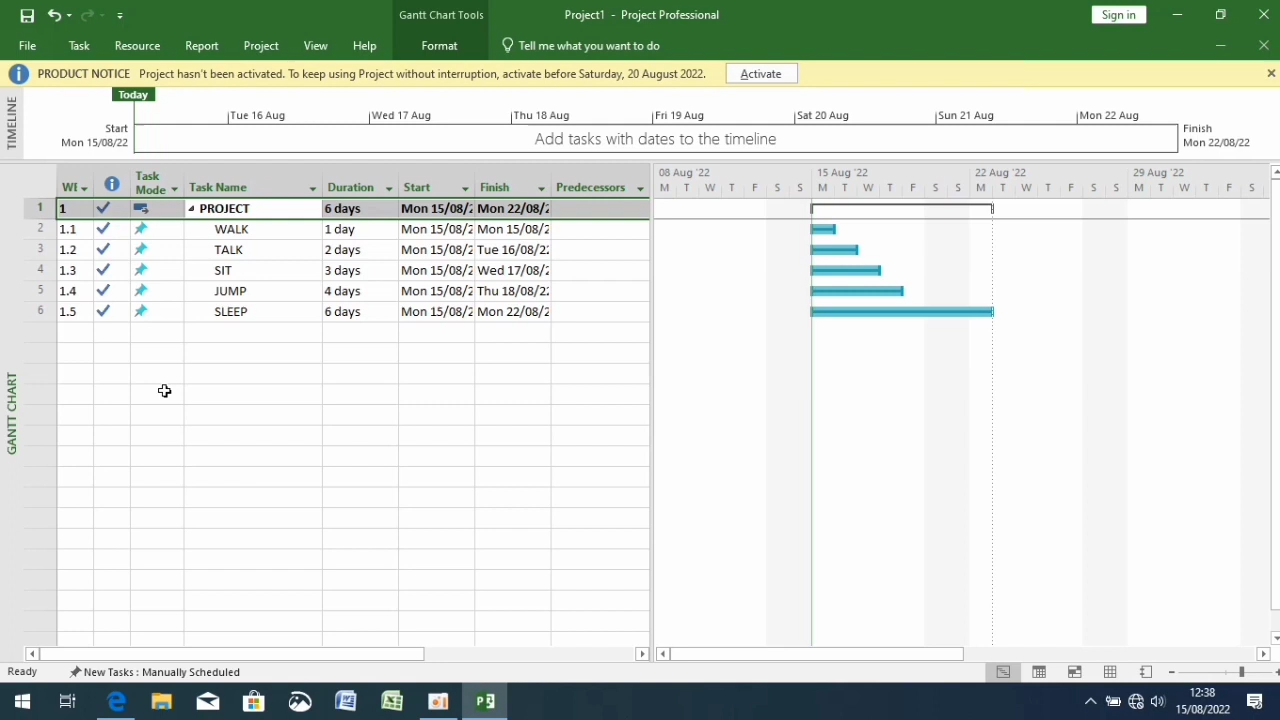 Gantt Chart Tools
Project1 - Project Professional
Sign in
File
Task
Resource
Report
Project
View
Help
Format
Tell me what you want to do
PRODUCT NOTICE Project hasn't been activated. To keep using Project without interruption, activate before Saturday, 20 August 2022. Activate
TIMELINE
Today
Start
Mon 15/08/22
Tue 16 Aug
Wed 17 Aug
Thu 18 Aug
Fri 19 Aug
Sat 20 Aug
Sun 21 Aug
Mon 22 Aug
Add tasks with dates to the timeline
Finish
Mon 22/08/22
GANTT CHART
WE Task Mode Task Name Duration Start Finish Predecessors
08 Aug '22 15 Aug '22 22 Aug '22 29 Aug '22
M T W T F S S M T W T F S S M T W T F S S M T W T F S
1 1 PROJECT 6 days Mon 15/08/2 Mon 22/08/2
2 1.1 WALK 1 day Mon 15/08/2 Mon 15/08/2
3 1.2 TALK 2 days Mon 15/08/2 Tue 16/08/2
4 1.3 SIT 3 days Mon 15/08/2 Wed 17/08/2
5 1.4 JUMP 4 days Mon 15/08/2 Thu 18/08/2
6 1.5 SLEEP 6 days Mon 15/08/2 Mon 22/08/2
Ready
New Tasks : Manually Scheduled
12:38
15/08/2022